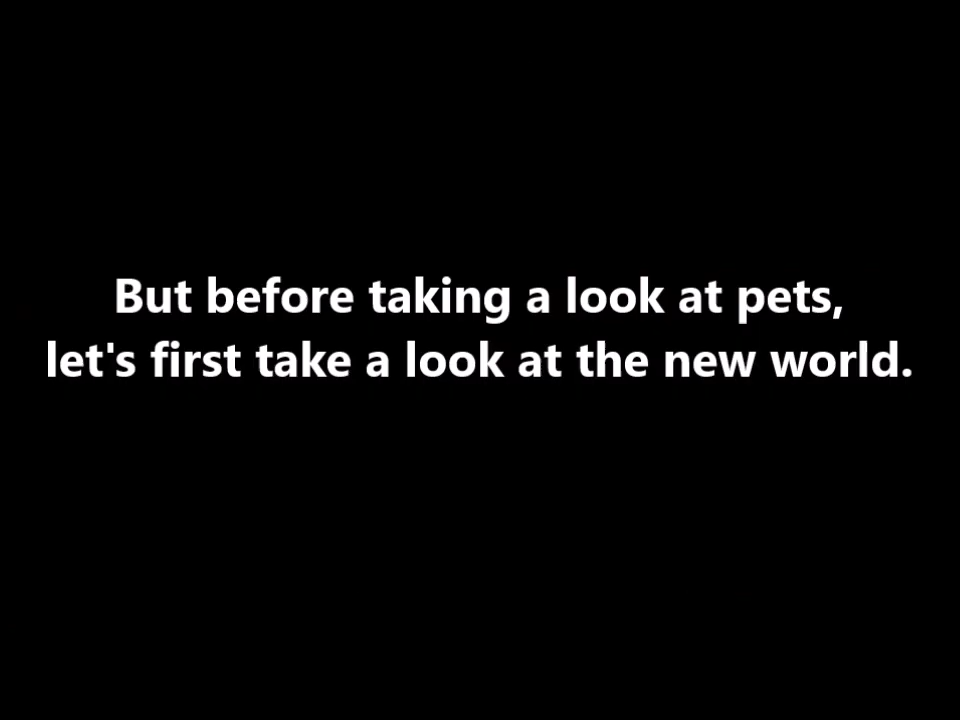 But before taking a look at pets,
let's first take a look at the new world.